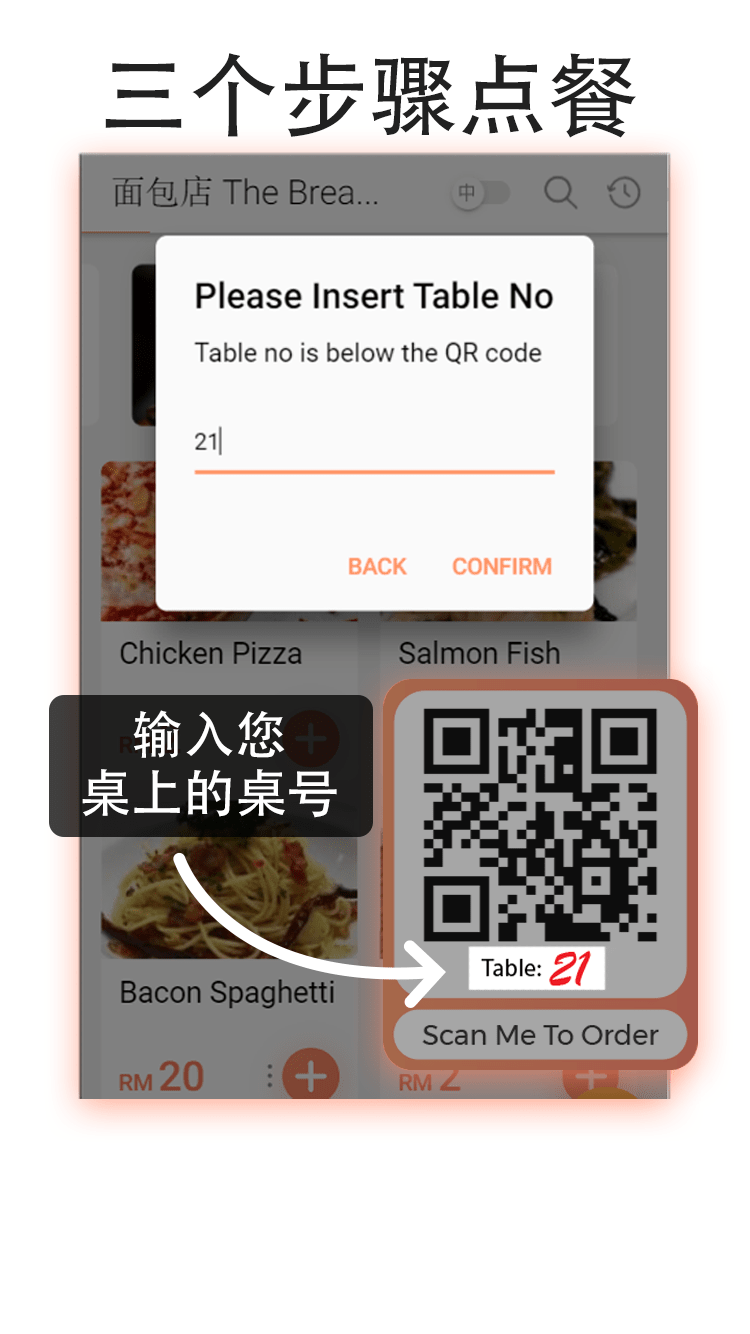 三个步骤点餐
面包店 The Brea...
中
Please Insert Table No
Table no is below the QR code
21
BACK CONFIRM
Chicken Pizza
Salmon Fish
输入您
桌上的桌号
Table: 21
Bacon Spaghetti
Scan Me To Order
RM 20
RM 2